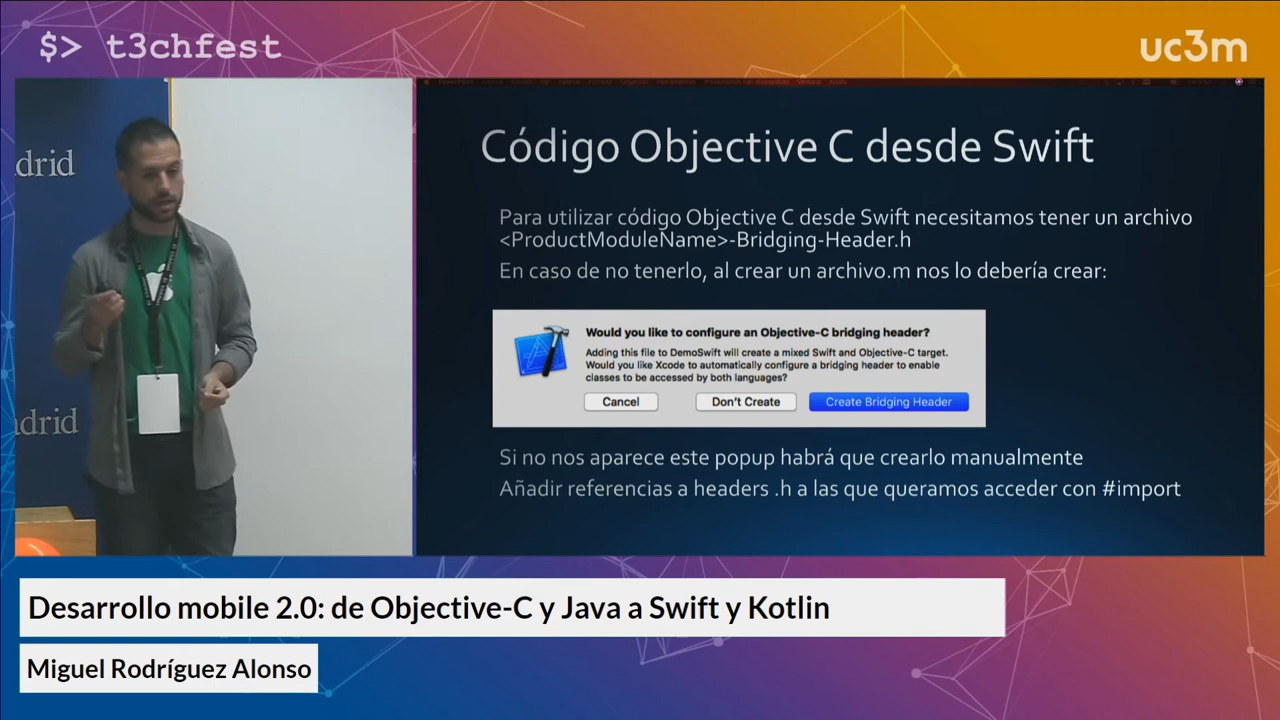 $> t3chfest
uc3m
drid
adrid
Código Objective C desde Swift
Para utilizar código Objective C desde Swift necesitamos tener un archivo
<ProductModuleName>-Bridging-Header.h
En caso de no tenerlo, al crear un archivo.m nos lo debería crear:
Would you like to configure an Objective-C bridging header?
Adding this file to DemoSwift will create a mixed Swift and Objective-C target.
Would you like Xcode to automatically configure a bridging header to enable
classes to be accessed by both languages?
Cancel
Don't Create
Create Bridging Header
Si no nos aparece este popup habrá que crearlo manualmente
Añadir referencias a headers .h a las que queramos acceder con #import
Desarrollo mobile 2.0: de Objective-C y Java a Swift y Kotlin
Miguel Rodríguez Alonso